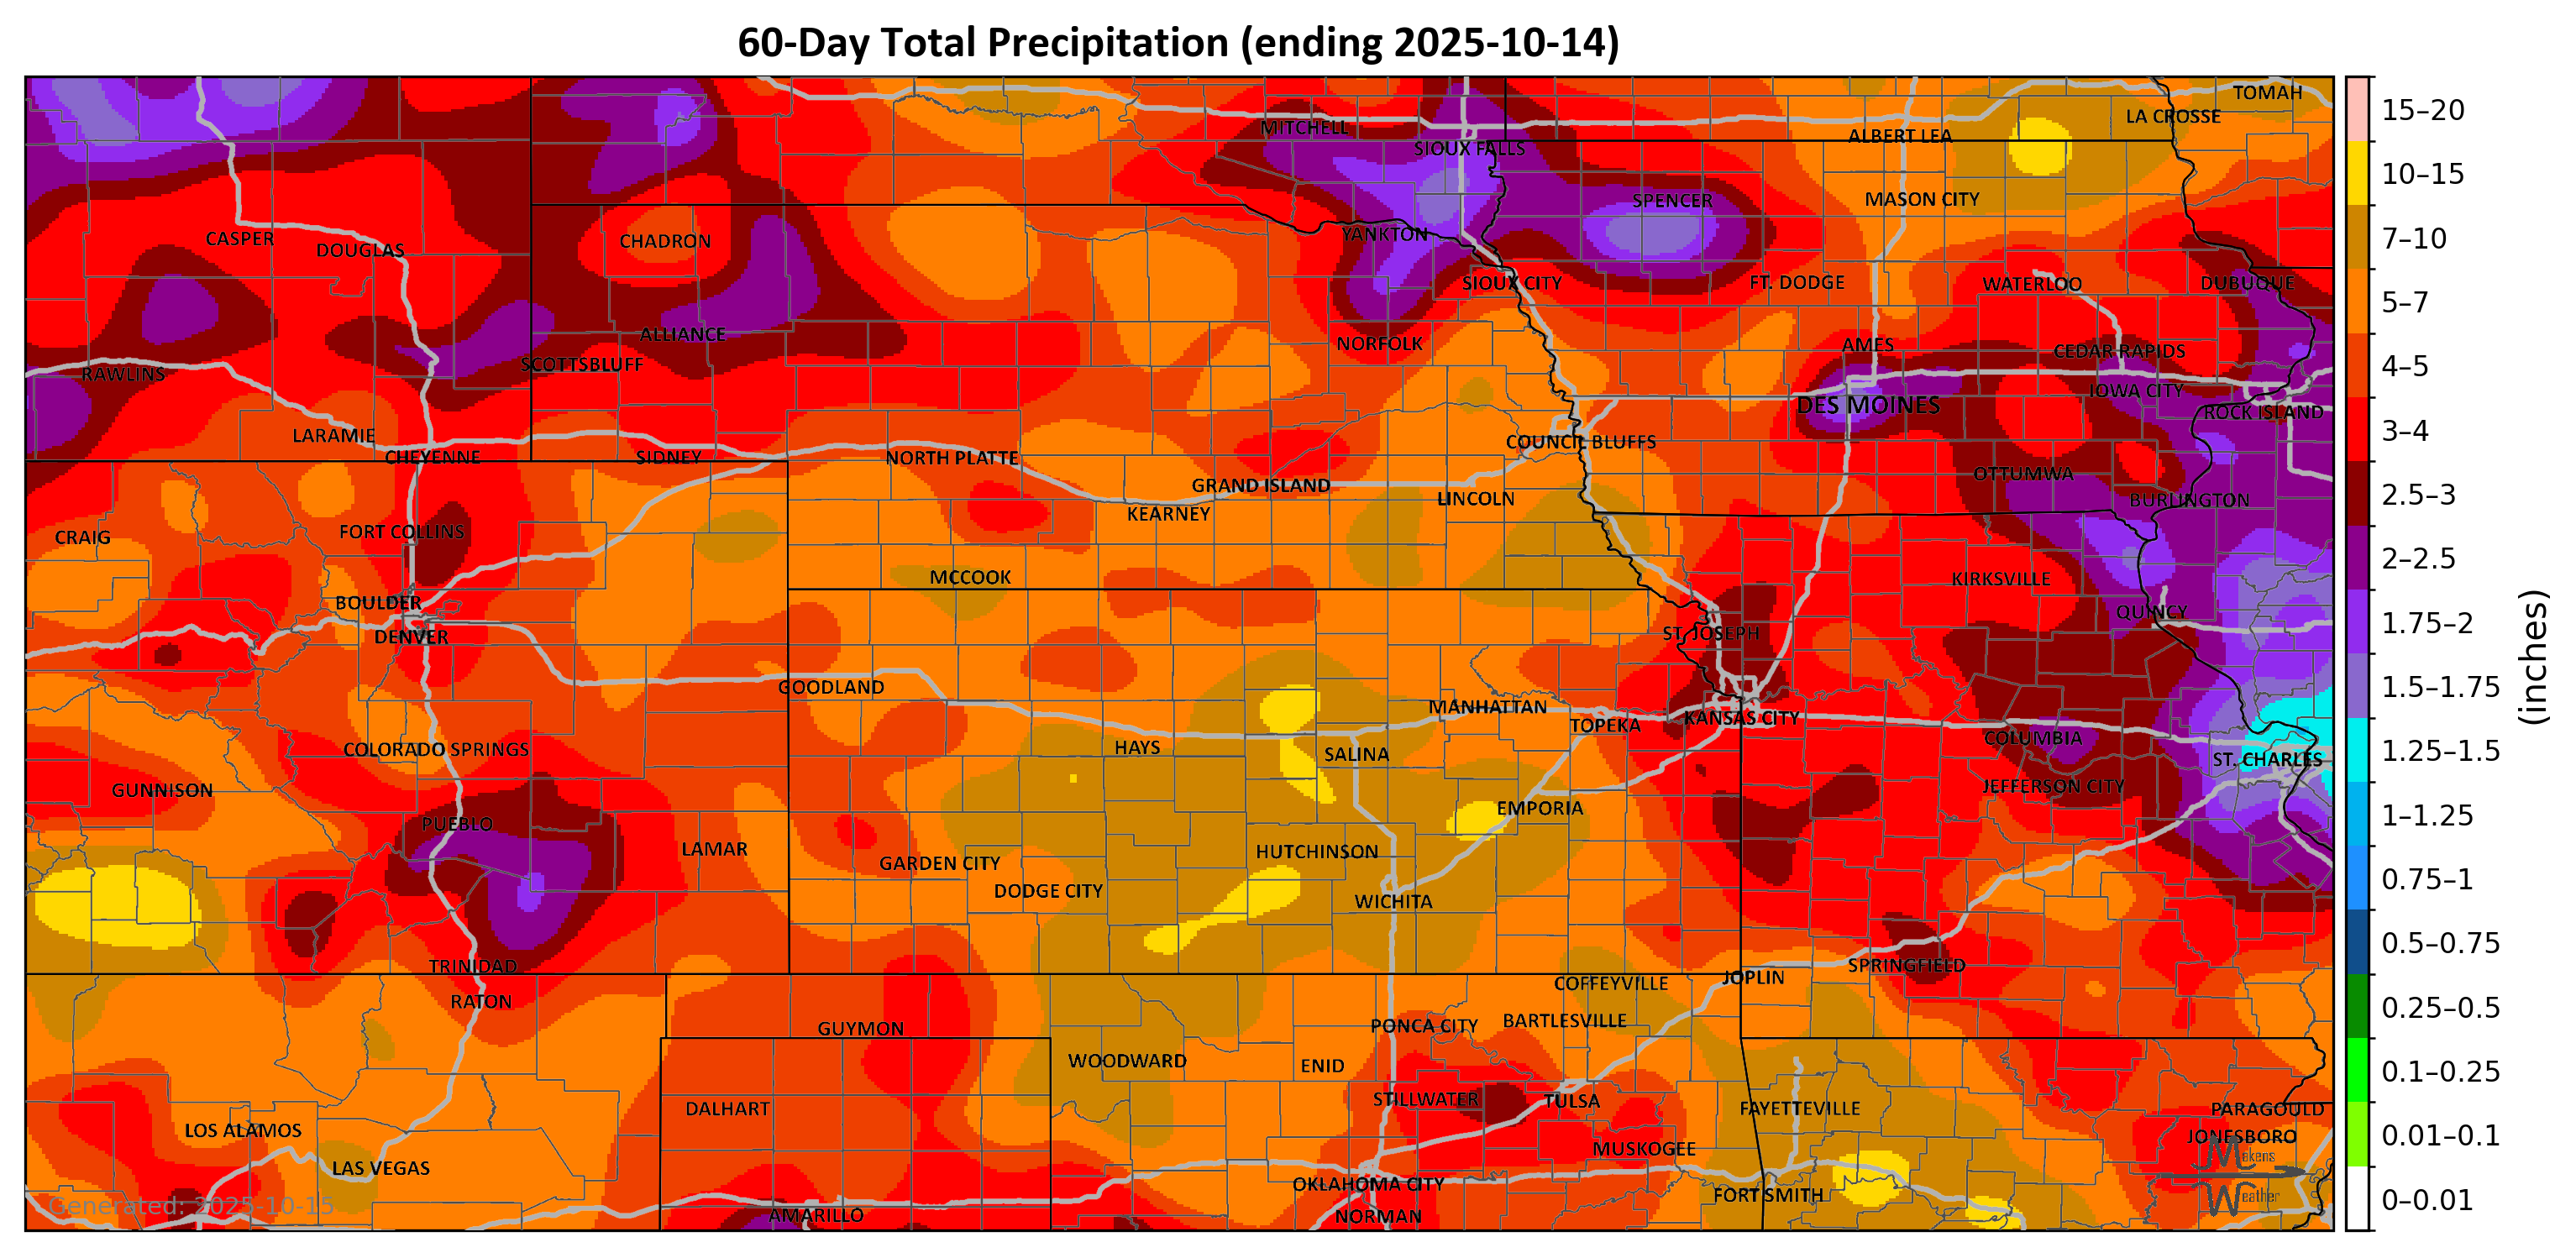 60-Day Total Precipitation (ending 2025-10-14)
TOMAH
LA CROSSE
MITCHELL
ALBERT LEA
SIOUX FALLS
MASON CITY
SPENCER
CASPER
DOUGLAS
CHADRON
YANKTON
SIOUX CITY
FT. DODGE
WATERLOO
DUBUQUE
ALLIANCE
NORFOLK
AMES
CEDAR RAPIDS
SCOTTSBLUFF
RAWLINS
IOWA CITY
DES MOINES
ROCK ISLAND
LARAMIE
COUNCIL BLUFFS
CHEYENNE
SIDNEY
NORTH PLATTE
OTTUMWA
GRAND ISLAND
LINCOLN
BURLINGTON
KEARNEY
CRAIG
FORT COLLINS
MCCOOK
KIRKSVILLE
BOULDER
QUINCY
DENVER
ST. JOSEPH
GOODLAND
MANHATTAN
TOPEKA
KANSAS CITY
COLORADO SPRINGS
HAYS
SALINA
COLUMBIA
ST. CHARLES
GUNNISON
JEFFERSON CITY
EMPORIA
PUEBLO
LAMAR
GARDEN CITY
HUTCHINSON
DODGE CITY
WICHITA
TRINIDAD
SPRINGFIELD
JOPLIN
COFFEYVILLE
RATON
GUYMON
PONCA CITY
BARTLESVILLE
WOODWARD
ENID
DALHART
STILLWATER
TULSA
FAYETTEVILLE
PARAGOULD
LOS ALAMOS
JONESBORO
MUSKOGEE
LAS VEGAS
OKLAHOMA CITY
FORT SMITH
AMARILLO
NORMAN
Generated: 2025-10-15
Makens
Weather
15–20
10–15
7–10
5–7
4–5
3–4
2.5–3
2–2.5
1.75–2
1.5–1.75
1.25–1.5
1–1.25
0.75–1
0.5–0.75
0.25–0.5
0.1–0.25
0.01–0.1
0–0.01
(inches)